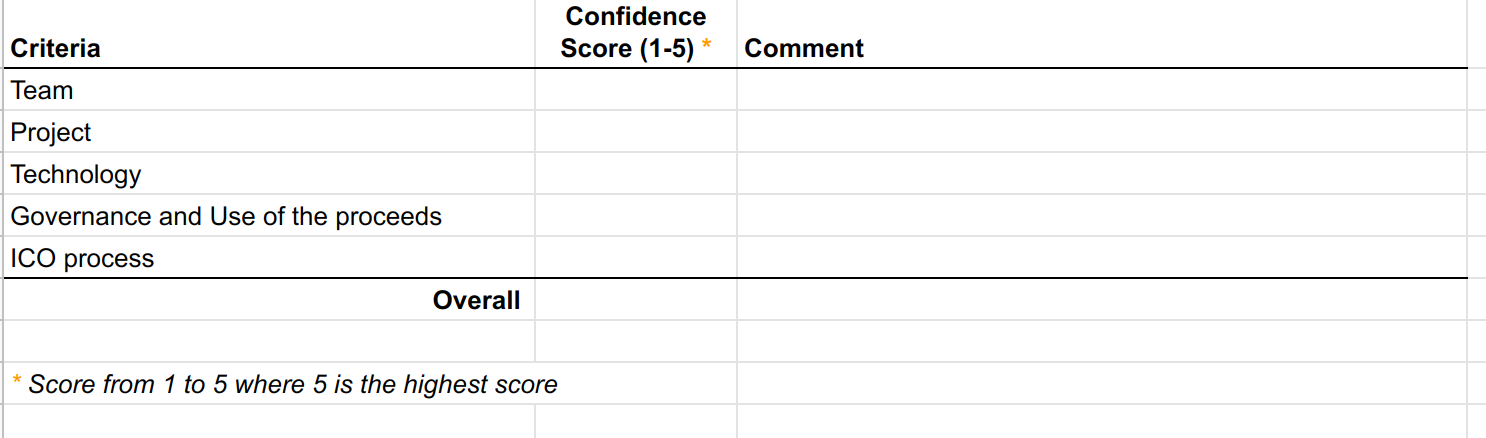 Criteria
Confidence
Score (1-5) *
Comment
Team
Project
Technology
Governance and Use of the proceeds
ICO process
Overall
* Score from 1 to 5 where 5 is the highest score